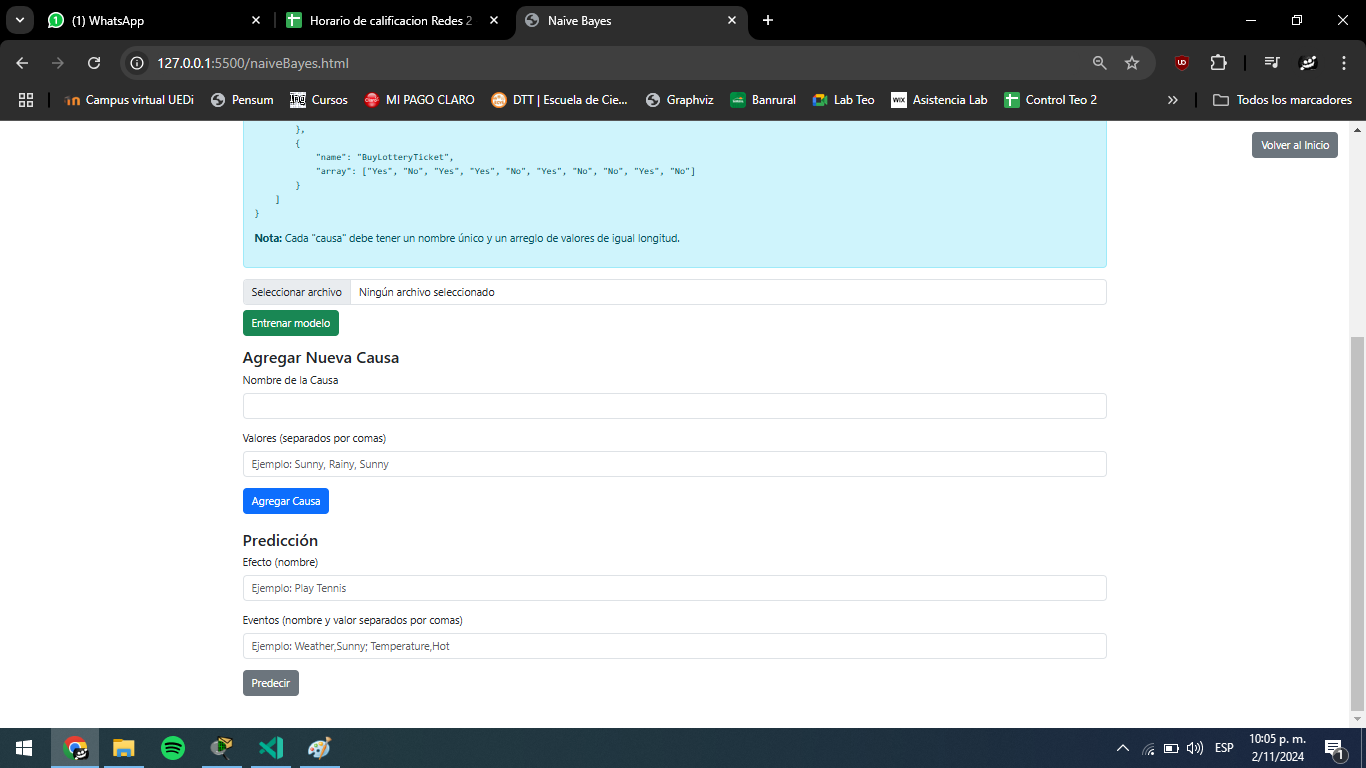 (1) WhatsApp
Horario de calificacion Redes 2
Naive Bayes
127.0.0.1:5500/naiveBayes.html
Campus virtual UEDi
Pensum
Cursos
MI PAGO CLARO
DTT | Escuela de Cie...
Graphviz
Banrural
Lab Teo
WIX
Asistencia Lab
Control Teo 2
Todos los marcadores
Volver al Inicio
},
{
"name": "BuyLotteryTicket",
"array": ["Yes", "No", "Yes", "Yes", "No", "Yes", "No", "No", "Yes", "No"]
}
]
}
Nota: Cada "causa" debe tener un nombre único y un arreglo de valores de igual longitud.
Seleccionar archivo Ningún archivo seleccionado
Entrenar modelo
Agregar Nueva Causa
Nombre de la Causa
Valores (separados por comas)
Ejemplo: Sunny, Rainy, Sunny
Agregar Causa
Predicción
Efecto (nombre)
Ejemplo: Play Tennis
Eventos (nombre y valor separados por comas)
Ejemplo: Weather,Sunny; Temperature,Hot
Predecir
ESP
10:05 p. m.
2/11/2024
1